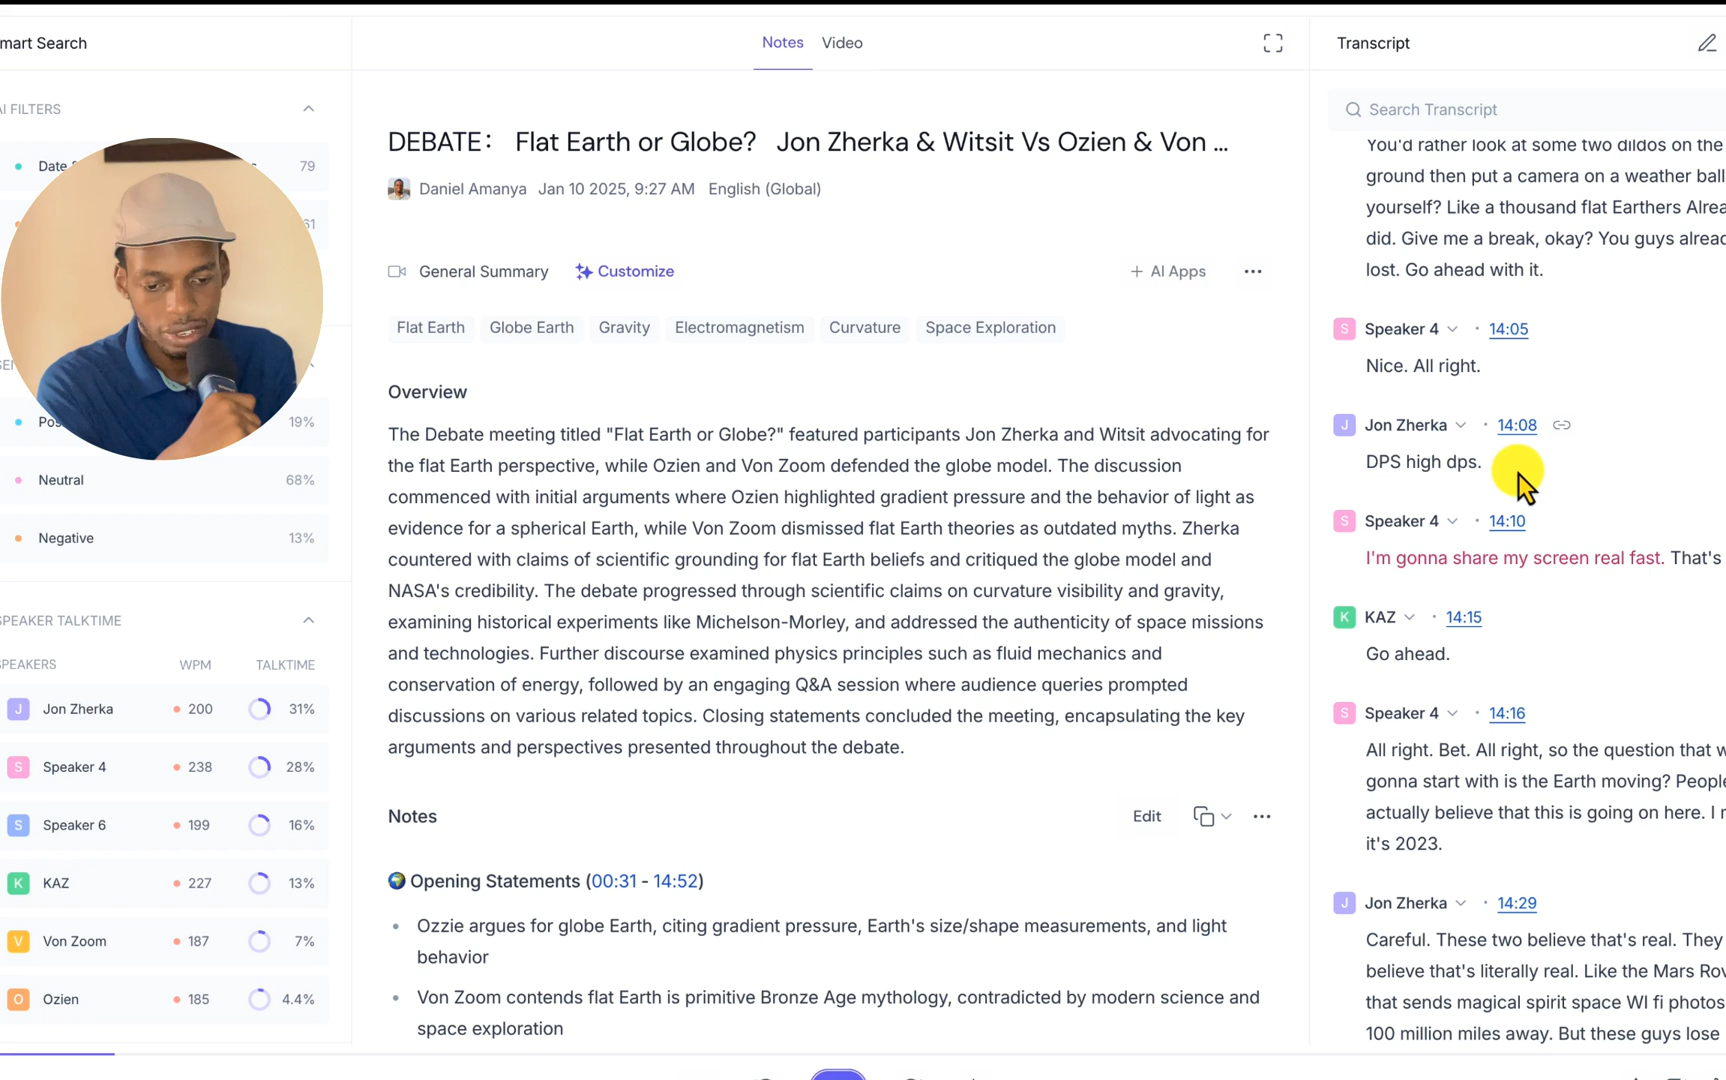 mart Search
AI FILTERS
Date
79
61
19%
Neutral
68%
Negative
13%
SPEAKER TALKTIME
SPEAKERS WPM TALKTIME
J Jon Zherka 200 31%
S Speaker 4 238 28%
S Speaker 6 199 16%
K KAZ 227 13%
V Von Zoom 187 7%
O Ozien 185 4.4%
Notes Video
DEBATE: Flat Earth or Globe? Jon Zherka & Witsit Vs Ozien & Von ...
Daniel Amanya Jan 10 2025, 9:27 AM English (Global)
General Summary Customize
+ AI Apps ...
Flat Earth Globe Earth Gravity Electromagnetism Curvature Space Exploration
Overview
The Debate meeting titled "Flat Earth or Globe?" featured participants Jon Zherka and Witsit advocating for
the flat Earth perspective, while Ozien and Von Zoom defended the globe model. The discussion
commenced with initial arguments where Ozien highlighted gradient pressure and the behavior of light as
evidence for a spherical Earth, while Von Zoom dismissed flat Earth theories as outdated myths. Zherka
countered with claims of scientific grounding for flat Earth beliefs and critiqued the globe model and
NASA's credibility. The debate progressed through scientific claims on curvature visibility and gravity,
examining historical experiments like Michelson-Morley, and addressed the authenticity of space missions
and technologies. Further discourse examined physics principles such as fluid mechanics and
conservation of energy, followed by an engaging Q&A session where audience queries prompted
discussions on various related topics. Closing statements concluded the meeting, encapsulating the key
arguments and perspectives presented throughout the debate.
Notes
Edit ...
Opening Statements (00:31 - 14:52)
• Ozzie argues for globe Earth, citing gradient pressure, Earth's size/shape measurements, and light
behavior
• Von Zoom contends flat Earth is primitive Bronze Age mythology, contradicted by modern science and
space exploration
Transcript
Search Transcript
You'd rather look at some two dildos on the
ground then put a camera on a weather ball
yourself? Like a thousand flat Earthers Alrea
did. Give me a break, okay? You guys alread
lost. Go ahead with it.
S Speaker 4 · 14:05
Nice. All right.
J Jon Zherka · 14:08
DPS high dps.
S Speaker 4 · 14:10
I'm gonna share my screen real fast. That's
K KAZ · 14:15
Go ahead.
S Speaker 4 · 14:16
All right. Bet. All right, so the question that w
gonna start with is the Earth moving? People
actually believe that this is going on here. I r
it's 2023.
J Jon Zherka · 14:29
Careful. These two believe that's real. They
believe that's literally real. Like the Mars Rov
that sends magical spirit space WI fi photos
100 million miles away. But these guys lose